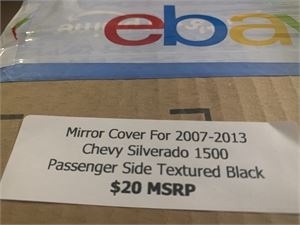 eba
Mirror Cover For 2007-2013
Chevy Silverado 1500
Passenger Side Textured Black
$20 MSRP